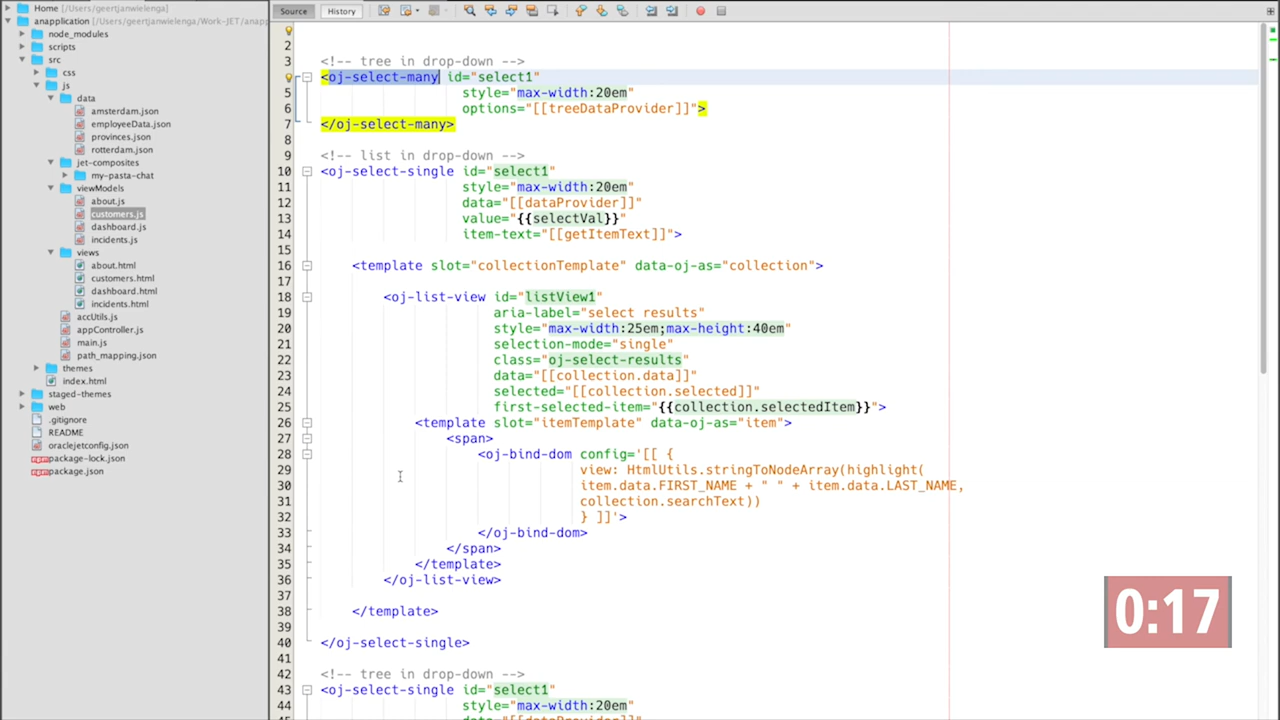 Home [/Users/geertjanwielenga]
anapplication [/Users/geertjanwielenga/Work-JET/anapp
node_modules
scripts
src
css
js
data
amsterdam.json
employeeData.json
provinces.json
rotterdam.json
jet-composites
my-pasta-chat
viewModels
about.js
customers.js
dashboard.js
incidents.js
views
about.html
customers.html
dashboard.html
incidents.html
accUtils.js
appController.js
main.js
path_mapping.json
themes
index.html
staged-themes
web
.gitignore
README
oraclejetconfig.json
package-lock.json
package.json
Source History
2
3 <!-- tree in drop-down -->
<oj-select-many id="select1"
5 style="max-width:20em"
6 options="[[treeDataProvider]]">
7 </oj-select-many>
8
9 <!-- list in drop-down -->
10 <oj-select-single id="select1"
11 style="max-width:20em"
12 data="[[dataProvider]]"
13 value="{{selectVal}}"
14 item-text="[[getItemText]]">
15
16 <template slot="collectionTemplate" data-oj-as="collection">
17
18 <oj-list-view id="listView1"
19 aria-label="select results"
20 style="max-width:25em;max-height:40em"
21 selection-mode="single"
22 class="oj-select-results"
23 data="[[collection.data]]"
24 selected="[[collection.selected]]"
25 first-selected-item="{{collection.selectedItem}}">
26 <template slot="itemTemplate" data-oj-as="item">
27 <span>
28 <oj-bind-dom config='[[ {
29 view: HtmlUtils.stringToNodeArray(highlight(
30 item.data.FIRST_NAME + " " + item.data.LAST_NAME,
31 collection.searchText))
32 } ]]'>
33 </oj-bind-dom>
34 </span>
35 </template>
36 </oj-list-view>
37
38 </template>
39
40 </oj-select-single>
41
42 <!-- tree in drop-down -->
43 <oj-select-single id="select1"
44 style="max-width:20em"
0:17